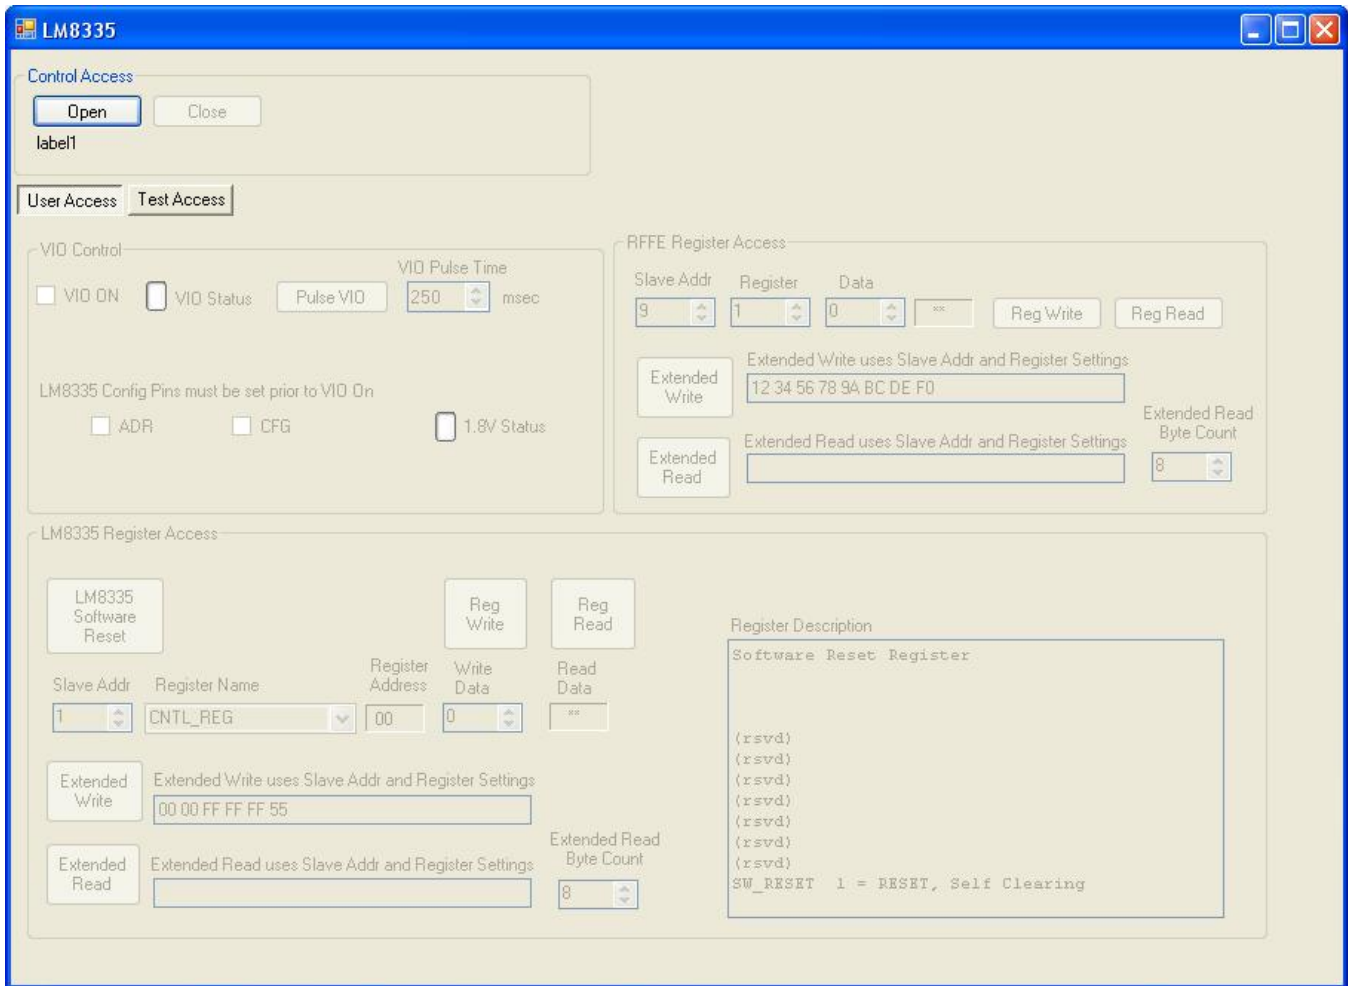 LM8335
Control Access
Open
Close
label1
User Access
Test Access
VIO Control
VIO ON
VIO Status
Pulse VIO
VIO Pulse Time
250
msec
LM8335 Config Pins must be set prior to VIO On
ADR
CFG
1.8V Status
RFFE Register Access
Slave Addr
Register
Data
9
1
0
**
Reg Write
Reg Read
Extended
Write
Extended Write uses Slave Addr and Register Settings
12 34 56 78 9A BC DE F0
Extended
Read
Extended Read uses Slave Addr and Register Settings
Extended Read
Byte Count
8
LM8335 Register Access
LM8335
Software
Reset
Reg
Write
Reg
Read
Slave Addr
Register Name
Register
Address
Write
Data
Read
Data
1
CNTL_REG
00
0
**
Extended
Write
Extended Write uses Slave Addr and Register Settings
00 00 FF FF FF 55
Extended
Read
Extended Read uses Slave Addr and Register Settings
Extended Read
Byte Count
8
Register Description
Software Reset Register
(rsvd)
(rsvd)
(rsvd)
(rsvd)
(rsvd)
(rsvd)
(rsvd)
SW_RESET 1 = RESET, Self Clearing